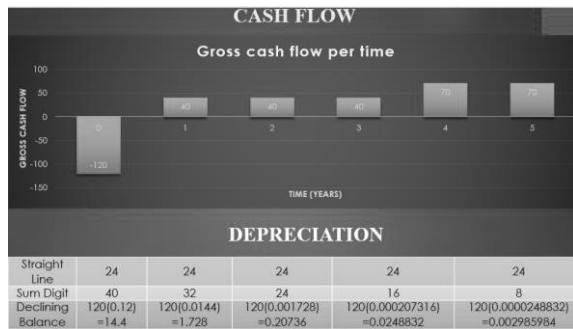 CASH FLOW
Gross cash flow per time
GROSS CASH FLOW
100
50
0
-50
-100
-150
0
-120
40
1
40
2
40
3
70
4
70
5
TIME (YEARS)
DEPRECIATION
Straight Line 24 24 24 24 24
Sum Digit 40 32 24 16 8
Declining 120(0.12) 120(0.0144) 120(0.001728) 120(0.000207316) 120(0.0000248832)
Balance =14.4 =1.728 =0.20736 =0.0248832 =0.002985984